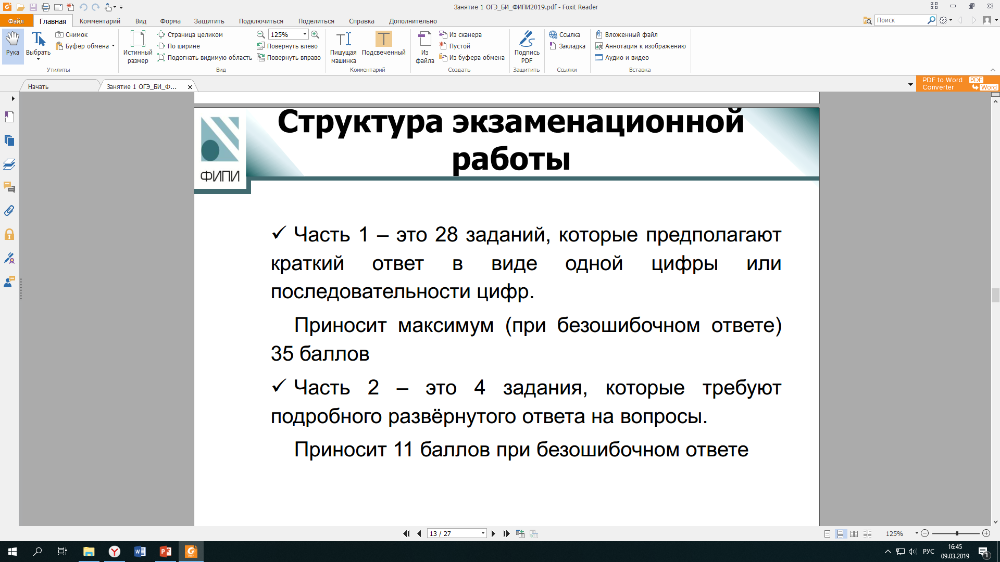 Занятие 1 ОГЭ_БИ_ФИПИ2019.pdf - Foxit Reader
Файл Главная Комментарий Вид Форма Защитить Подключиться Поделиться Справка Дополнительно Поиск
Рука
Выбрать
Снимок
Буфер обмена
Утилиты
Истинный размер
Страница целиком
По ширине
Подогнать видимую область
125%
Повернуть влево
Повернуть вправо
Вид
Пишущая машинка
Подсвеченный
Комментарий
Из файла
Из сканера
Пустой
Из буфера обмена
Создать
Подпись PDF
Защитить
Ссылка
Закладка
Ссылки
Вложенный файл
Аннотация к изображению
Аудио и видео
Вставка
Начать
Занятие 1 ОГЭ_БИ_Ф...
PDF to Word Converter PDF Word
Структура экзаменационной
работы
ФИПИ
✓ Часть 1 – это 28 заданий, которые предполагают
краткий ответ в виде одной цифры или
последовательности цифр.
Приносит максимум (при безошибочном ответе)
35 баллов
✓ Часть 2 – это 4 задания, которые требуют
подробного развёрнутого ответа на вопросы.
Приносит 11 баллов при безошибочном ответе
13 / 27
125%
РУС
16:45
09.03.2019
1